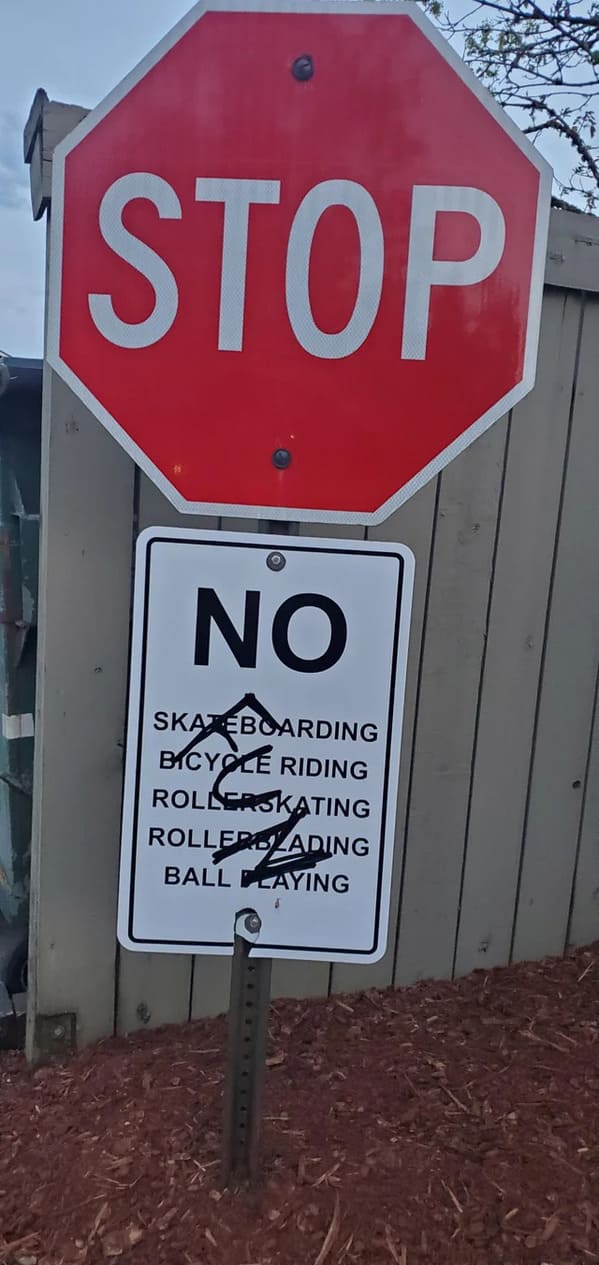 STOP
NO
SKATEBOARDING
BICYCLE RIDING
ROLLERSKATING
ROLLERBLADING
BALL PLAYING
FUN